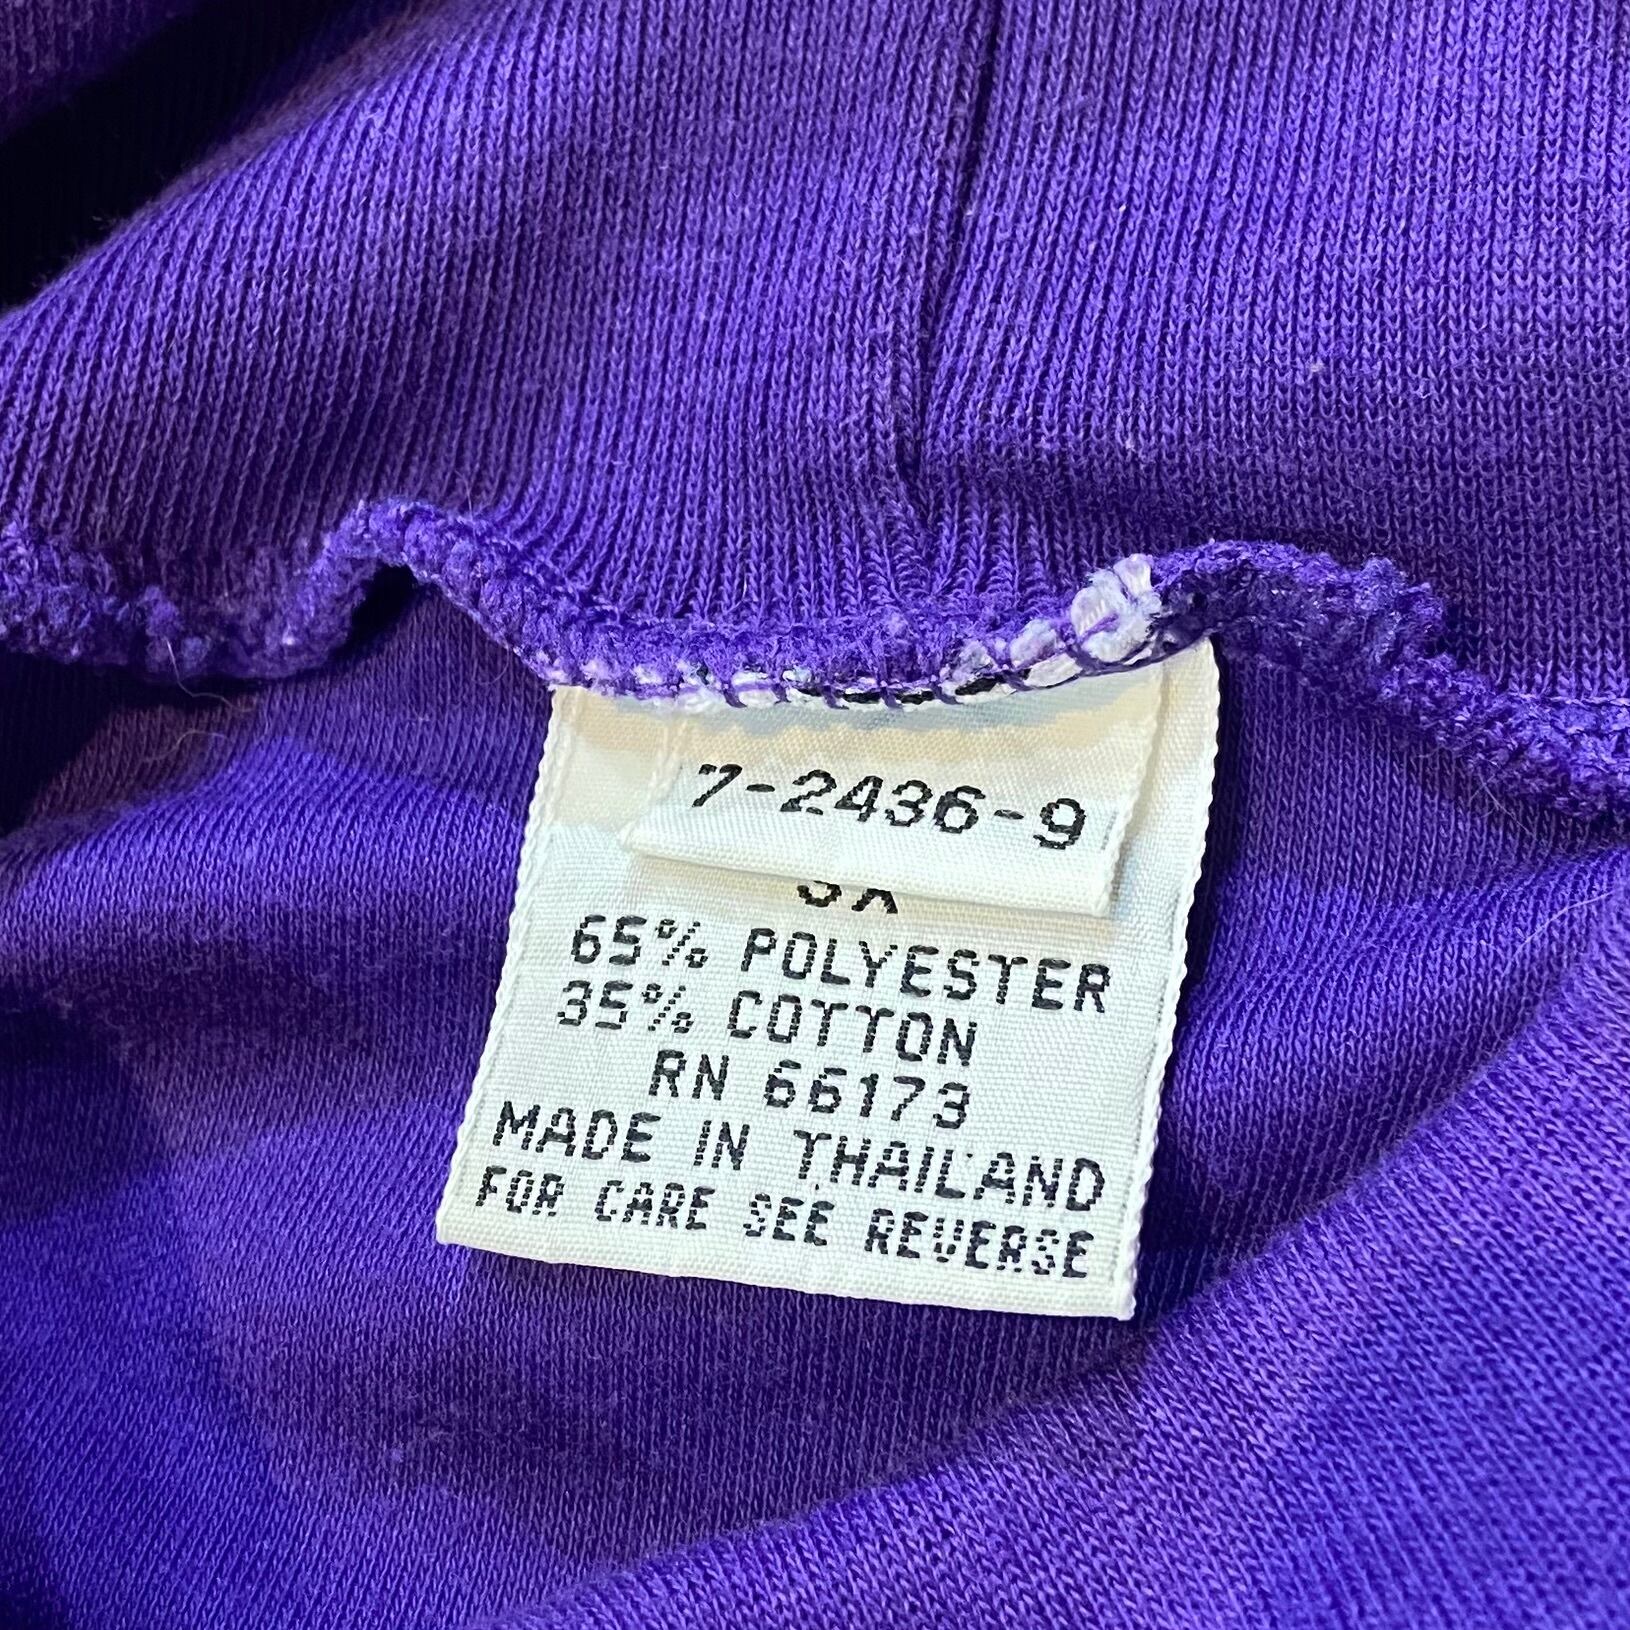 7-2436-9
65% POLYESTER
35% COTTON
RN 66173
MADE IN THAILAND
FOR CARE SEE REVERSE